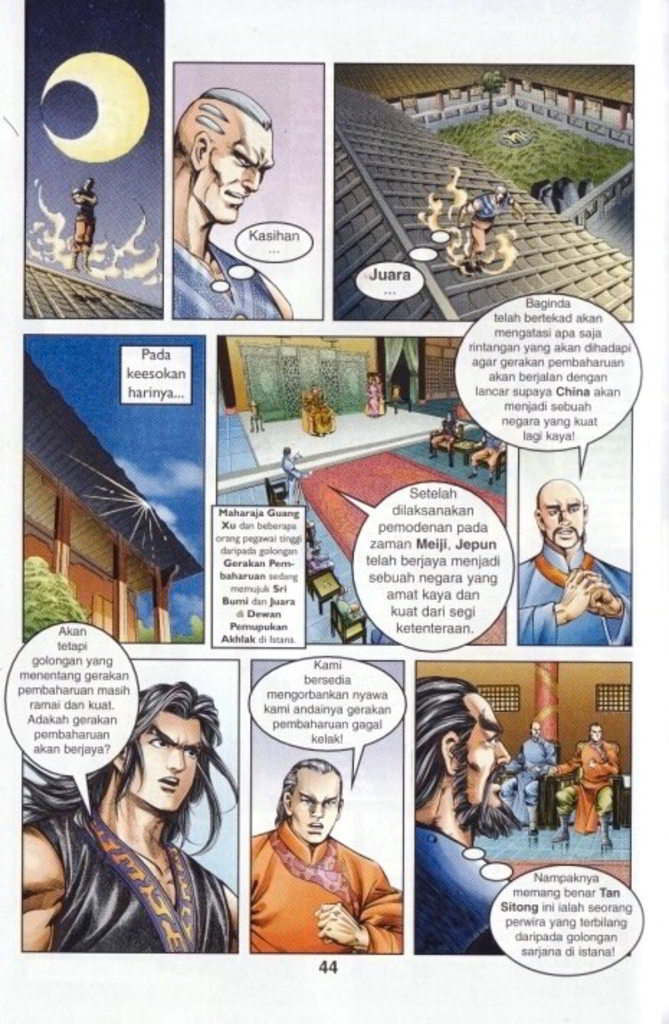 Kasihan
...
Juara
...
Pada
keesokan
harinya...
Maharaja Guang
Xu dan beberapa
orang pegawai tinggi
daripada golongan
Gerakan Pem-
baharuan sedang
memujuk Sri
Bumi dan Juara
di Dewan
Pemupukan
Akhlak di Istana.
Setelah
dilaksanakan
pemodenan pada
zaman Meiji, Jepun
telah berjaya menjadi
sebuah negara yang
amat kaya dan
kuat dari segi
ketenteraan.
Baginda
telah bertekad akan
mengatasi apa saja
rintangan yang akan dihadapi
agar gerakan pembaharuan
akan berjalan dengan
lancar supaya China akan
menjadi sebuah
negara yang kuat
lagi kaya!
Akan
tetapi
golongan yang
menentang gerakan
pembaharuan masih
ramai dan kuat.
Adakah gerakan
pembaharuan
akan berjaya?
Kami
bersedia
mengorbankan nyawa
kami andainya gerakan
pembaharuan gagal
kelak!
Nampaknya
memang benar Tan
Sitong ini ialah seorang
perwira yang terbilang
daripada golongan
sarjana di istana!
44